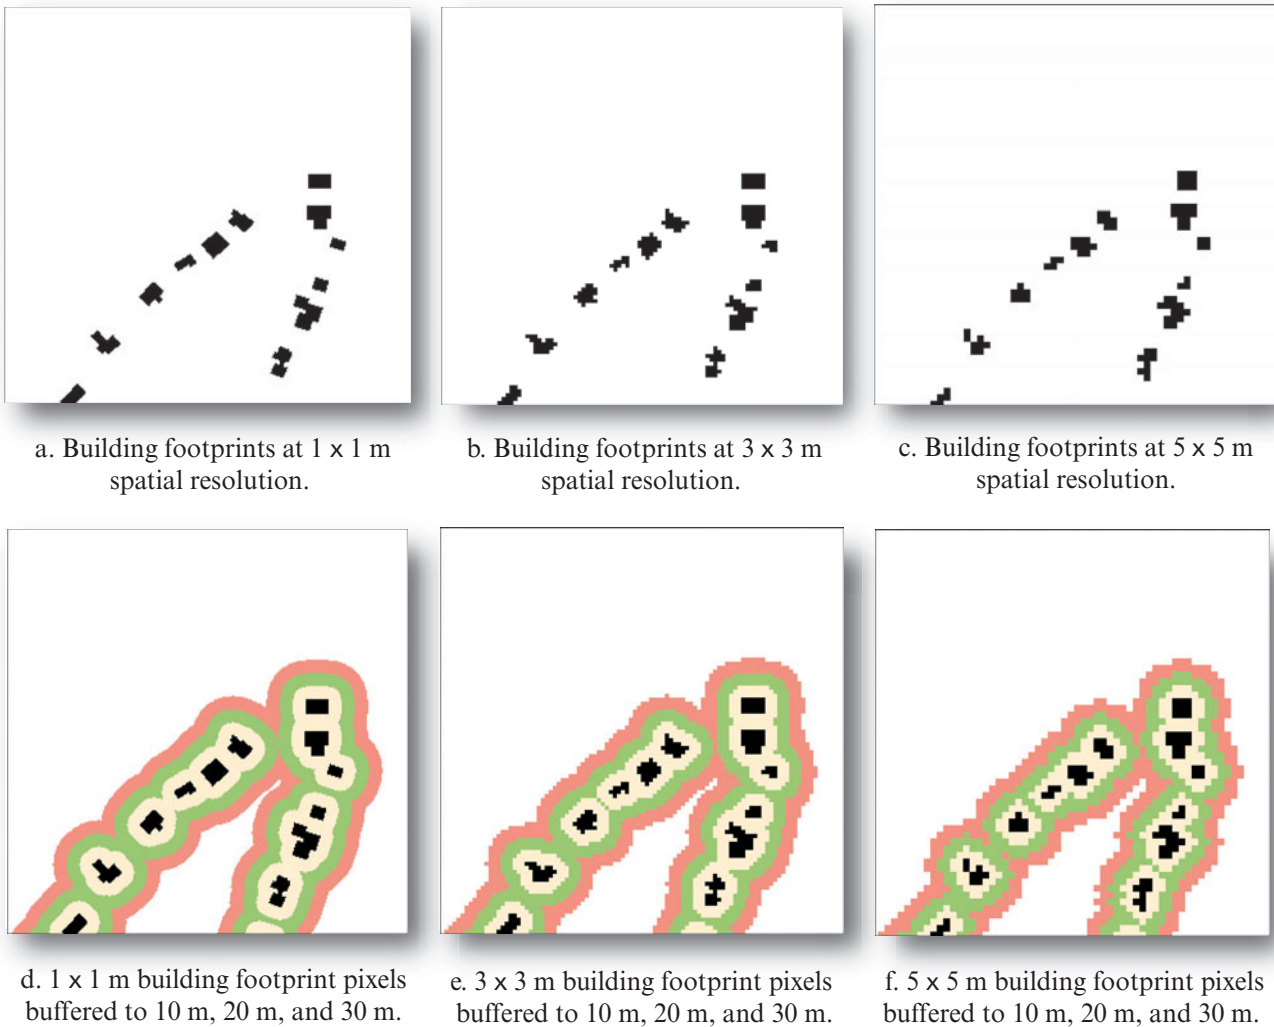 a. Building footprints at 1 x 1 m
spatial resolution.
b. Building footprints at 3 x 3 m
spatial resolution.
c. Building footprints at 5 x 5 m
spatial resolution.
d. 1 x 1 m building footprint pixels
buffered to 10 m, 20 m, and 30 m.
e. 3 x 3 m building footprint pixels
buffered to 10 m, 20 m, and 30 m.
f. 5 x 5 m building footprint pixels
buffered to 10 m, 20 m, and 30 m.